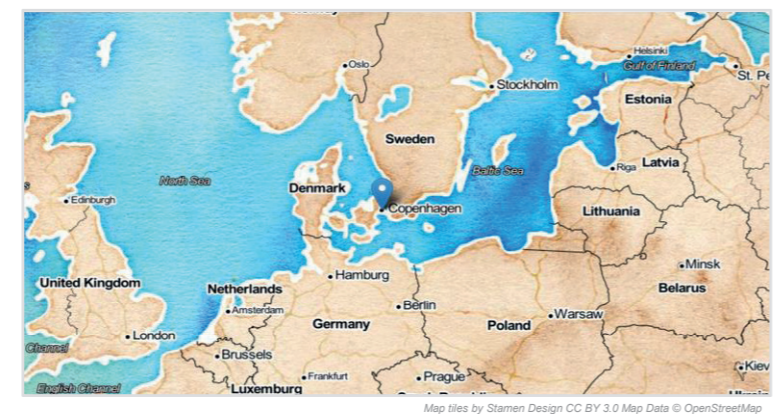 Helsinki
Oslo
Gulf of Finland
St. Pe
Stockholm
Estonia
Sweden
Latvia
Riga
Baltic Sea
North Sea
Denmark
Edinburgh
Copenhagen
Lithuania
Minsk
Hamburg
United Kingdom
Netherlands
Belarus
Berlin
Amsterdam
Warsaw
Germany
Poland
London
Channel
Brussels
Kiev
Frankfurt
Prague
English Channel
Luxemburg
Map tiles by Stamen Design CC BY 3.0 Map Data © OpenStreetMap